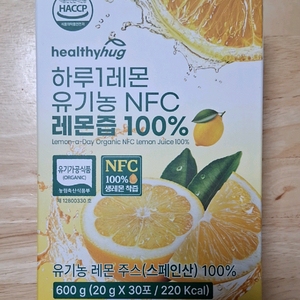 HACCP
healthyhug
하루1레몬
유기농 NFC
레몬즙 100%
Lemon-a-Day Organic NFC Lemon Juice 100%
유기가공식품
(ORGANIC)
농림축산식품부
NFC
100%
생레몬 착즙
유기농 레몬 주스(스페인산) 100%
600 g (20 g X 30포 / 220 Kcal)